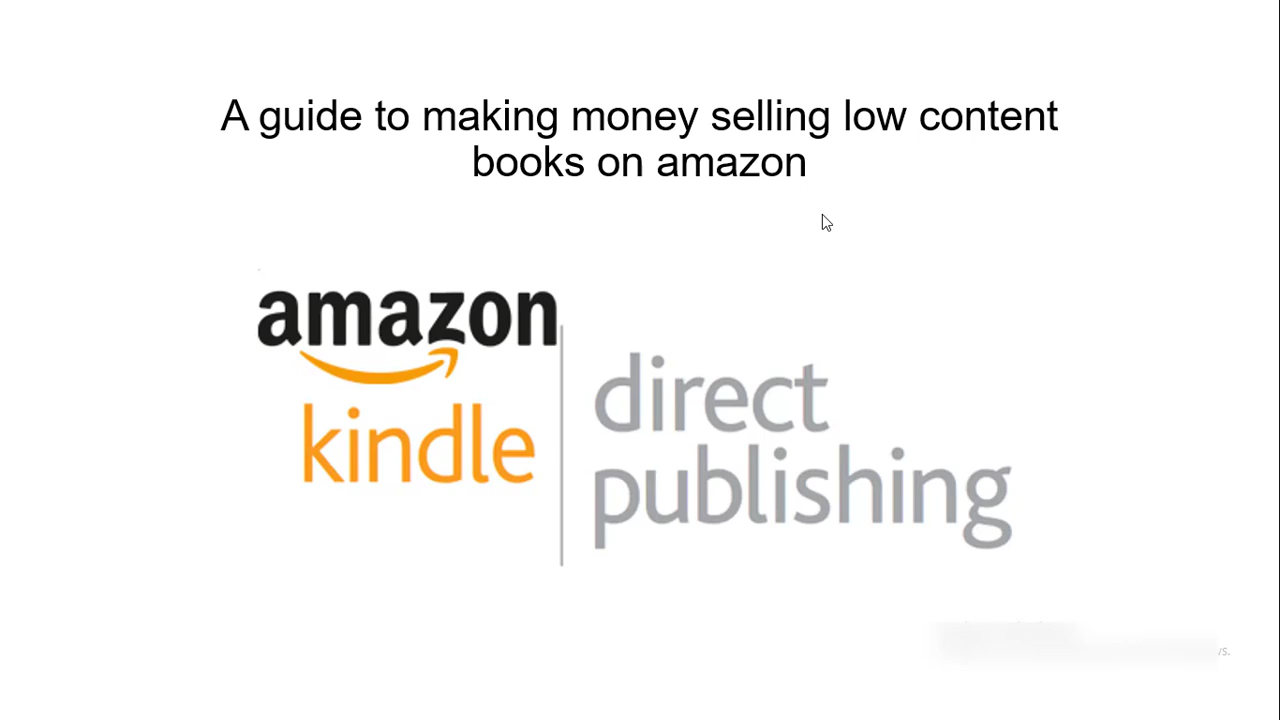 A guide to making money selling low content
books on amazon
amazon
kindle
direct
publishing